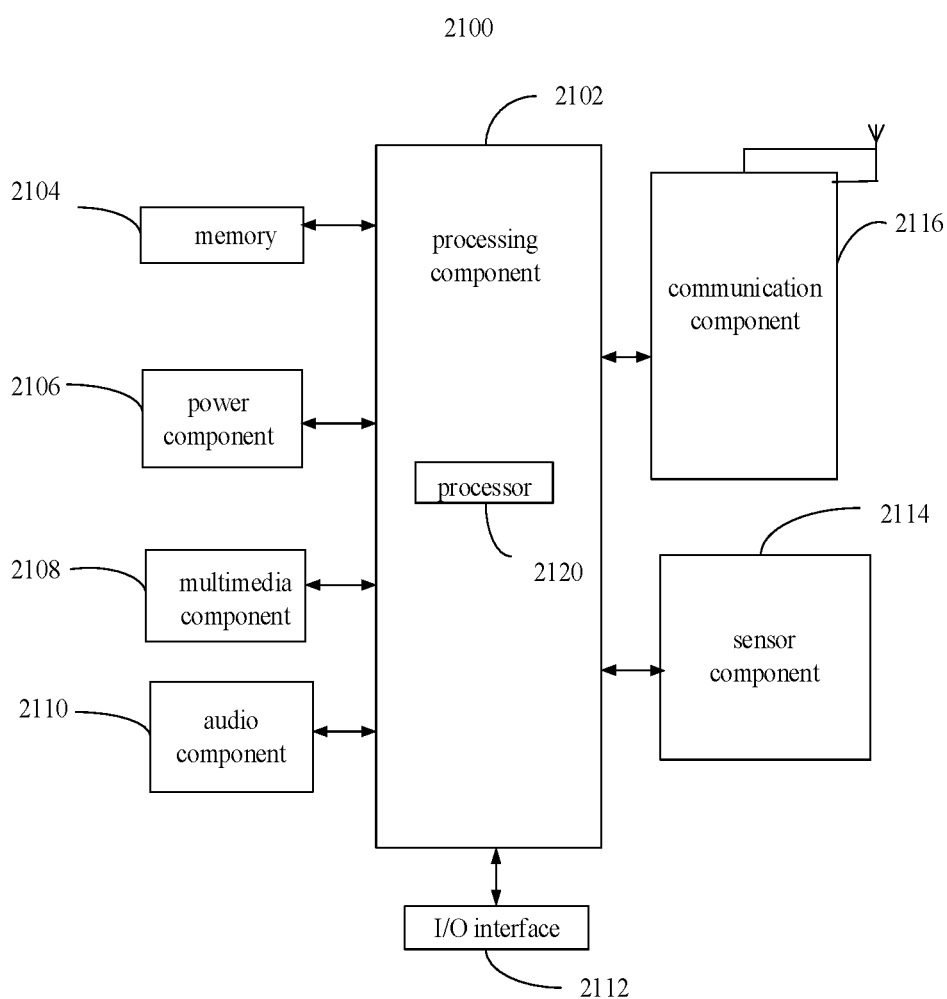 2100
2102
2104
memory
processing
component
2116
communication
component
2106
power
component
processor
2114
2108
multimedia
component
2120
sensor
component
2110
audio
component
I/O interface
2112